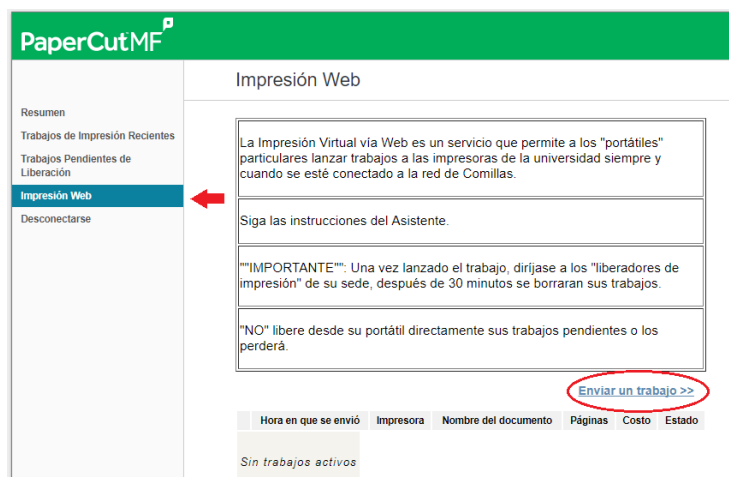 PaperCut MF
Impresión Web
Resumen
Trabajos de Impresión Recientes
Trabajos Pendientes de
Liberación
Impresión Web
Desconectarse
La Impresión Virtual vía Web es un servicio que permite a los "portátiles"
particulares lanzar trabajos a las impresoras de la universidad siempre y
cuando se esté conectado a la red de Comillas.
Siga las instrucciones del Asistente.
""IMPORTANTE"": Una vez lanzado el trabajo, diríjase a los "liberadores de
impresión" de su sede, después de 30 minutos se borraran sus trabajos.
"NO" libere desde su portátil directamente sus trabajos pendientes o los
perderá.
Enviar un trabajo >>
Hora en que se envió Impresora Nombre del documento Páginas Costo Estado
Sin trabajos activos